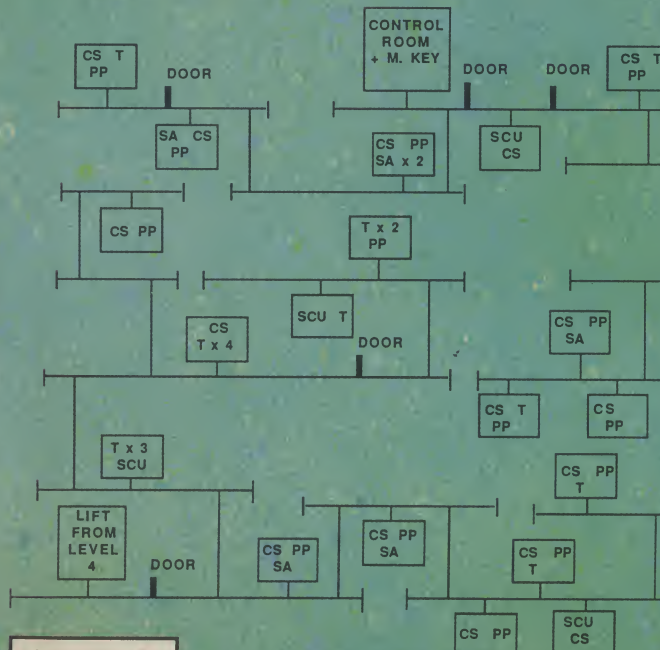 CONTROL
ROOM
+ M. KEY
CS T
PP
DOOR
DOOR
DOOR
CS T
PP
SA CS
PP
CS PP
SA x 2
SCU
CS
CS PP
T x 2
PP
SCU T
CS
T x 4
DOOR
CS PP
SA
CS T
PP
CS
PP
T x 3
SCU
CS PP
T
LIFT
FROM
LEVEL
4
DOOR
CS PP
SA
CS PP
SA
CS PP
T
CS PP
SCU
CS